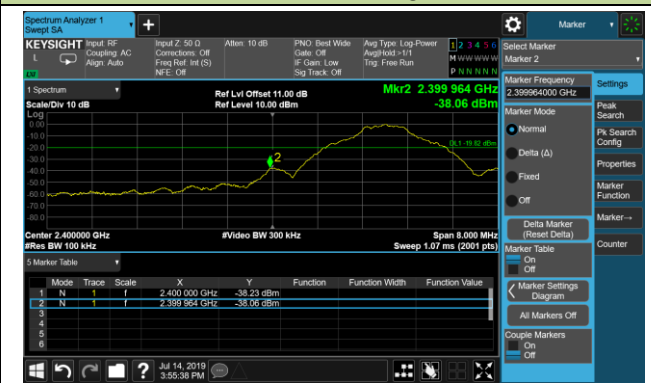 Spectrum Analyzer 1
Swept SA
+
Marker
KEYSIGHT
L
Input: RF
Coupling: AC
Align: Auto
Input Z: 50 Ω
Corrections: Off
Freq Ref: Int (S)
NFE: Off
Atten: 10 dB
PNO: Best Wide
Gate: Off
IF Gain: Low
Sig Track: Off
Avg Type: Log-Power
Avg|Hold:>1/1
Trig: Free Run
1 2 3 4 5 6
M W W W W W
P N N N N N
Select Marker
Marker 2
1 Spectrum
Scale/Div 10 dB
Log
Ref Lvl Offset 11.00 dB
Ref Level 10.00 dBm
Mkr2 2.399 964 GHz
-38.06 dBm
0.00
-10.0
-20.0
-30.0
-40.0
-50.0
-60.0
-70.0
-80.0
DL1 -19.82 dBm
2
Center 2.400000 GHz
#Res BW 100 kHz
#Video BW 300 kHz
Span 8.000 MHz
Sweep 1.07 ms (2001 pts)
5 Marker Table
Mode Trace Scale X Y Function Function Width Function Value
1 N 1 f 2.400 000 GHz -38.23 dBm
2 N 1 f 2.399 964 GHz -38.06 dBm
3
4
5
6
Marker Frequency
2.399964000 GHz
Marker Mode
Normal
Delta (Δ)
Fixed
Off
Delta Marker
(Reset Delta)
Marker Table
On
Off
Marker Settings
Diagram
All Markers Off
Couple Markers
On
Off
Settings
Peak
Search
Pk Search
Config
Properties
Marker
Function
Marker→
Counter
?
Jul 14, 2019
3:55:38 PM